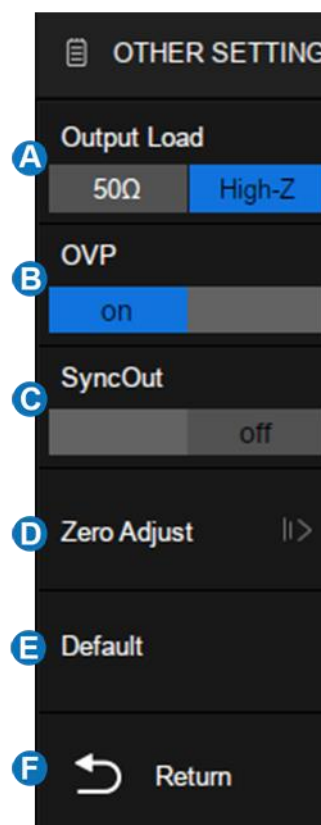 OTHER SETTING
A
Output Load
50Ω High-Z
B
OVP
on
C
SyncOut
off
D Zero Adjust
E Default
F Return